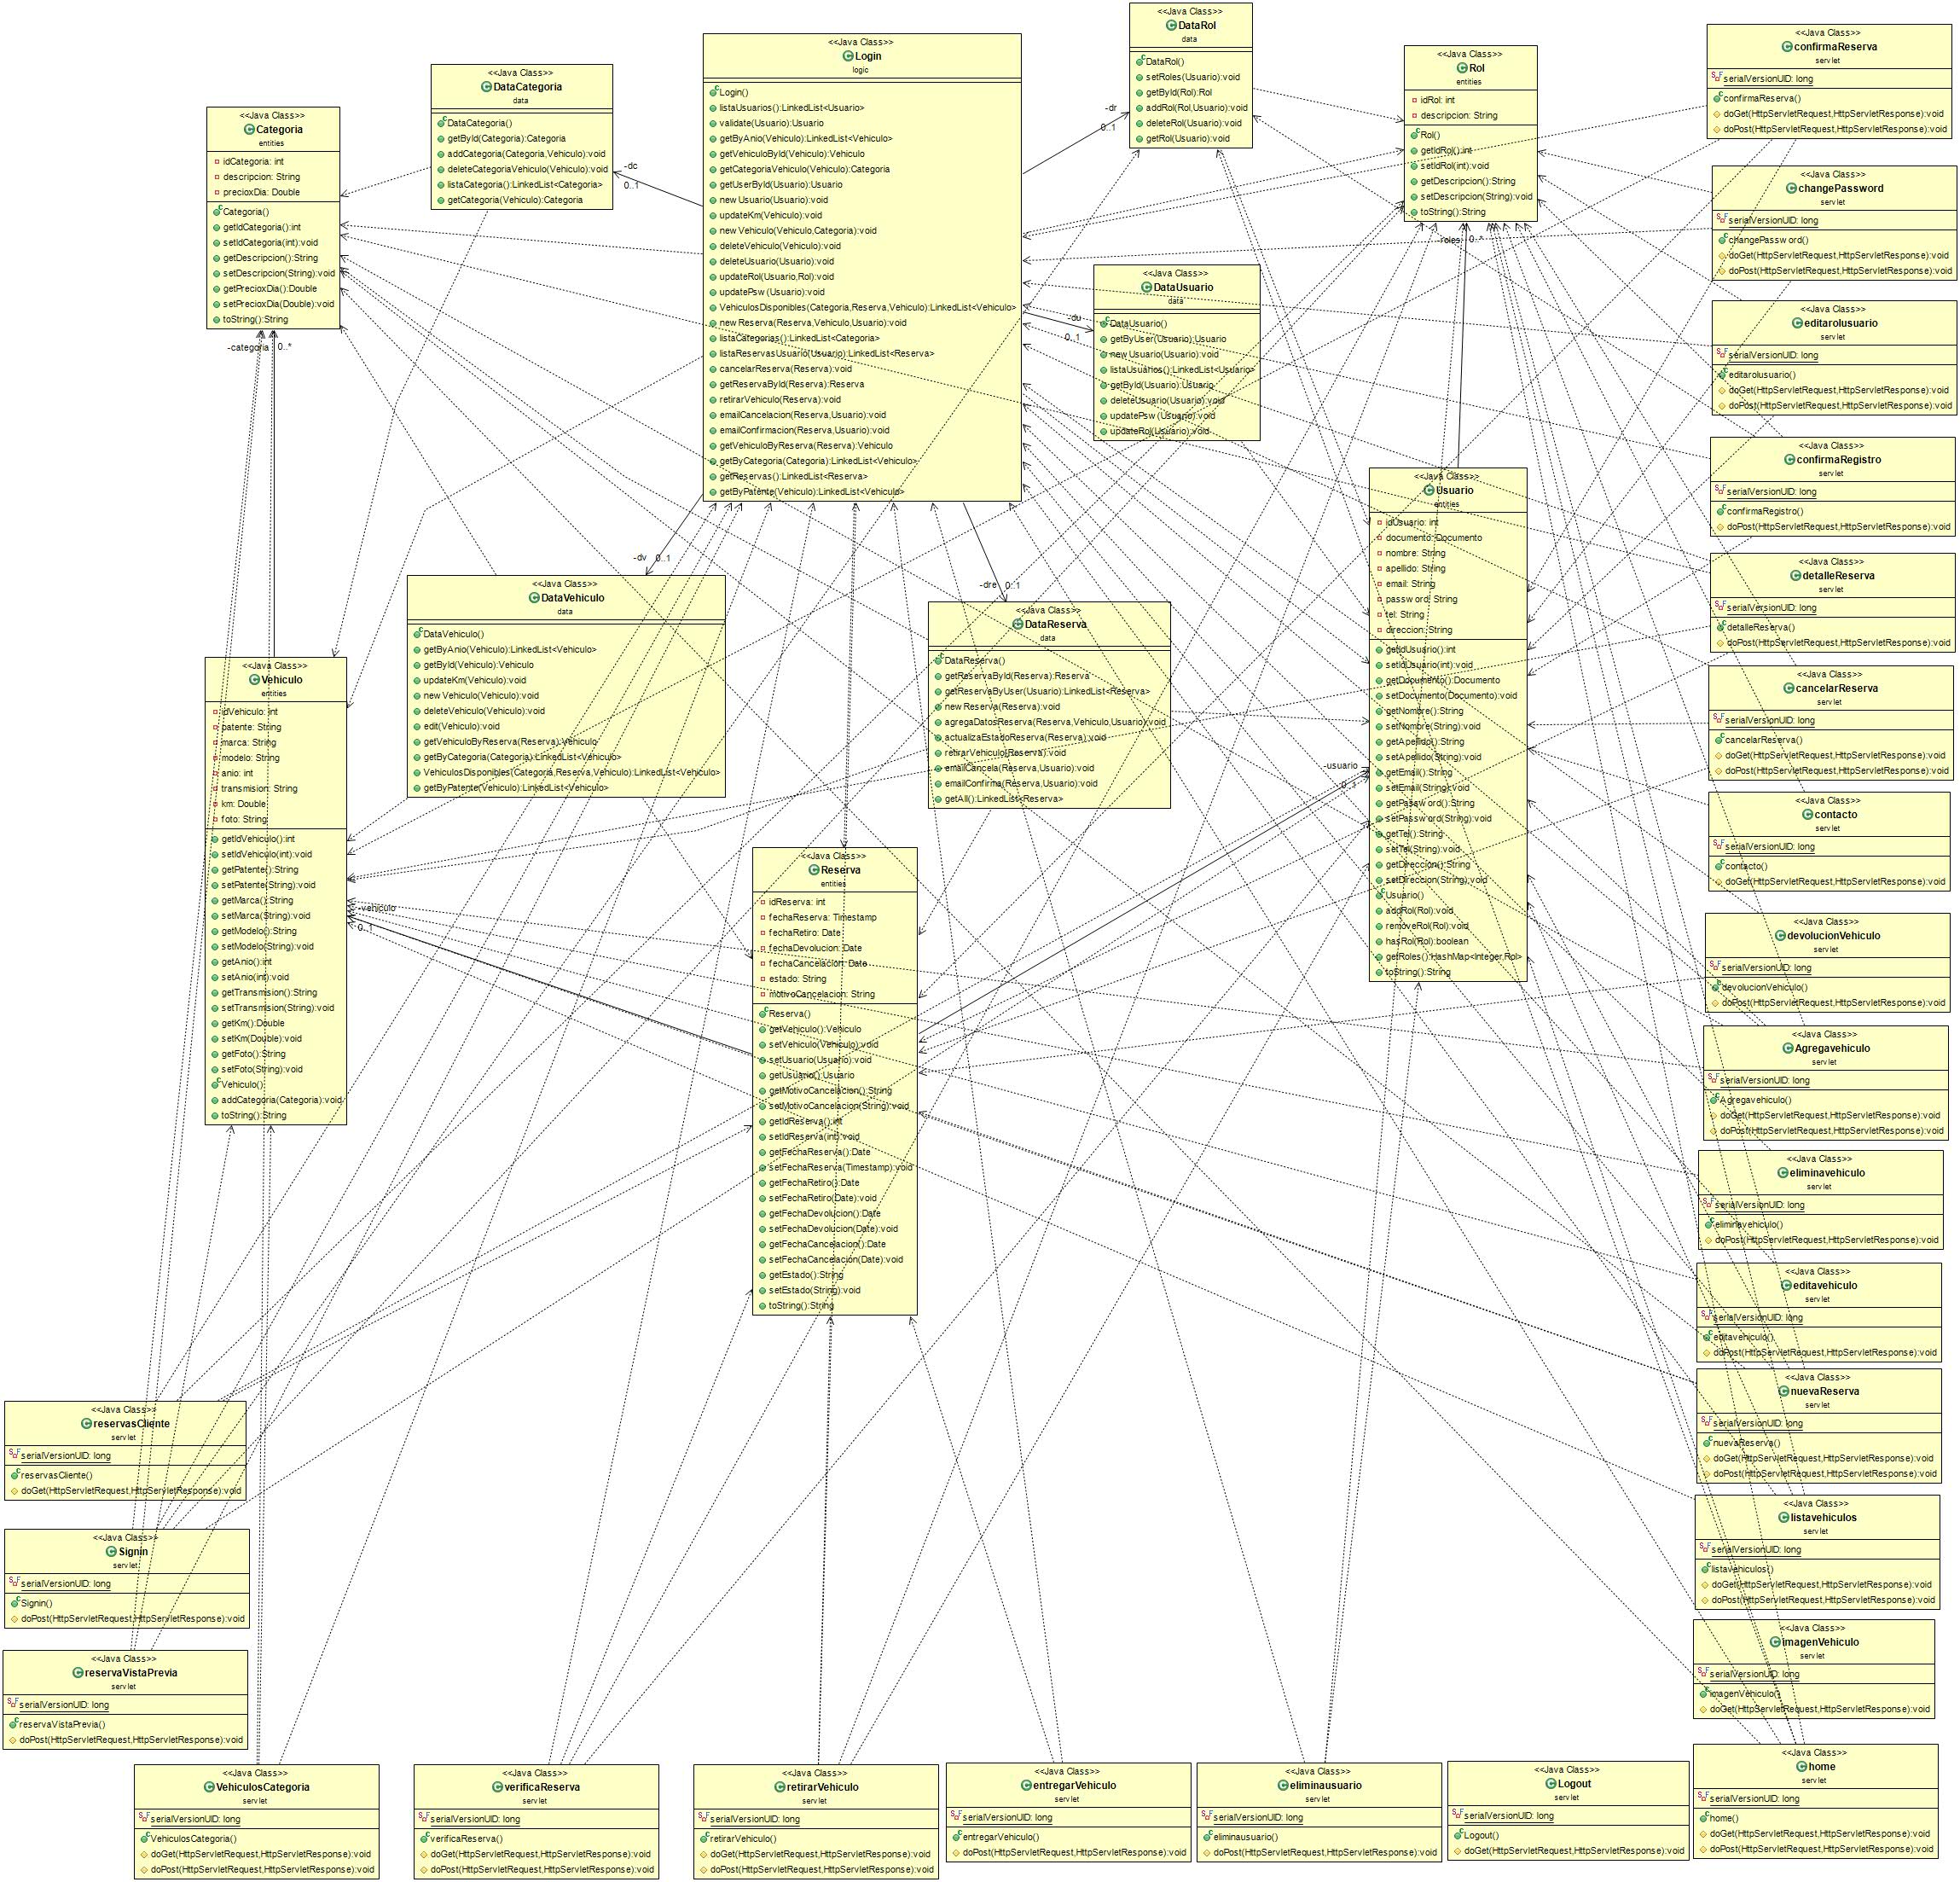 <<Java Class>>
DataRol
data
DataRol()
setRoles(Usuario):void
getById(Rol):Rol
addRol(Rol,Usuario):void
deleteRol(Usuario):void
getRol(Usuario):void
<<Java Class>>
Login
logic
Login()
listaUsuarios():LinkedList<Usuario>
validate(Usuario):Usuario
getByAnio(Vehiculo):LinkedList<Vehiculo>
getVehiculoById(Vehiculo):Vehiculo
getCategoriaVehiculo(Vehiculo):Categoria
getUserById(Usuario):Usuario
newUsuario(Usuario):void
updateKm(Vehiculo):void
newVehiculo(Vehiculo,Categoria):void
deleteVehiculo(Vehiculo):void
deleteUsuario(Usuario):void
updateRol(Usuario,Rol):void
updatePsw(Usuario):void
VehiculosDisponibles(Categoria,Reserva,Vehiculo):LinkedList<Vehiculo>
newReserva(Reserva,Vehiculo,Usuario):void
listaCategorias():LinkedList<Categoria>
listaReservasUsuario(Usuario):LinkedList<Reserva>
cancelarReserva(Reserva):void
getReservaById(Reserva):Reserva
retirarVehiculo(Reserva):void
emailCancelacion(Reserva,Usuario):void
emailConfirmacion(Reserva,Usuario):void
getVehiculoByReserva(Reserva):Vehiculo
getByCategoria(Categoria):LinkedList<Vehiculo>
getReservas():LinkedList<Reserva>
getByPatente(Vehiculo):LinkedList<Vehiculo>
<<Java Class>>
Rol
entities
idRol: int
descripcion: String
Rol()
getIdRol():int
setIdRol(int):void
getDescripcion():String
setDescripcion(String):void
toString():String
<<Java Class>>
confirmaReserva
servlet
serialVersionUID: long
confirmaReserva()
doGet(HttpServletRequest,HttpServletResponse):void
doPost(HttpServletRequest,HttpServletResponse):void
<<Java Class>>
DataCategoria
data
DataCategoria()
getById(Categoria):Categoria
addCategoria(Categoria,Vehiculo):void
deleteCategoriaVehiculo(Vehiculo):void
listaCategoria():LinkedList<Categoria>
getCategoria(Vehiculo):Categoria
<<Java Class>>
Categoria
entities
idCategoria: int
descripcion: String
precioxDia: Double
Categoria()
getIdCategoria():int
setIdCategoria(int):void
getDescripcion():String
setDescripcion(String):void
getPrecioxDia():Double
setPrecioxDia(Double):void
toString():String
-dc
0..1
-dr
0..1
-du
0..1
-roles 0..*
-categoria 0..*
<<Java Class>>
changePassword
servlet
serialVersionUID: long
changePassword()
doGet(HttpServletRequest,HttpServletResponse):void
doPost(HttpServletRequest,HttpServletResponse):void
<<Java Class>>
DataUsuario
data
DataUsuario()
getByUser(Usuario):Usuario
newUsuario(Usuario):void
listaUsuarios():LinkedList<Usuario>
getById(Usuario):Usuario
deleteUsuario(Usuario):void
updatePsw(Usuario):void
updateRol(Usuario):void
<<Java Class>>
editarolusuario
servlet
serialVersionUID: long
editarolusuario()
doGet(HttpServletRequest,HttpServletResponse):void
doPost(HttpServletRequest,HttpServletResponse):void
<<Java Class>>
confirmaRegistro
servlet
serialVersionUID: long
confirmaRegistro()
doPost(HttpServletRequest,HttpServletResponse):void
<<Java Class>>
Usuario
entities
idUsuario: int
documento: Documento
nombre: String
apellido: String
email: String
password: String
tel: String
direccion: String
getIdUsuario():int
setIdUsuario(int):void
getDocumento():Documento
setDocumento(Documento):void
getNombre():String
setNombre(String):void
getApellido():String
setApellido(String):void
getEmail():String
setEmail(String):void
getPassword():String
setPassword(String):void
getTel():String
setTel(String):void
getDireccion():String
setDireccion(String):void
Usuario()
addRol(Rol):void
removeRol(Rol):void
hasRol(Rol):boolean
getRoles():HashMap<Integer,Rol>
toString():String
<<Java Class>>
detalleReserva
servlet
serialVersionUID: long
detalleReserva()
doPost(HttpServletRequest,HttpServletResponse):void
-dv 0..1
-dre 0..1
<<Java Class>>
DataVehiculo
data
DataVehiculo()
getByAnio(Vehiculo):LinkedList<Vehiculo>
getById(Vehiculo):Vehiculo
updateKm(Vehiculo):void
newVehiculo(Vehiculo):void
deleteVehiculo(Vehiculo):void
edit(Vehiculo):void
getVehiculoByReserva(Reserva):Vehiculo
getByCategoria(Categoria):LinkedList<Vehiculo>
VehiculosDisponibles(Categoria,Reserva,Vehiculo):LinkedList<Vehiculo>
getByPatente(Vehiculo):LinkedList<Vehiculo>
<<Java Class>>
DataReserva
data
DataReserva()
getReservaById(Reserva):Reserva
getReservaByUser(Usuario):LinkedList<Reserva>
newReserva(Reserva):void
agregaDatosReserva(Reserva,Vehiculo,Usuario):void
actualizaEstadoReserva(Reserva):void
retirarVehiculo(Reserva):void
emailCancela(Reserva,Usuario):void
emailConfirma(Reserva,Usuario):void
getAll():LinkedList<Reserva>
<<Java Class>>
Vehiculo
entities
idVehiculo: int
patente: String
marca: String
modelo: String
anio: int
transmision: String
km: Double
foto: String
getIdVehiculo():int
setIdVehiculo(int):void
getPatente():String
setPatente(String):void
getMarca():String
setMarca(String):void
getModelo():String
setModelo(String):void
getAnio():int
setAnio(int):void
getTransmision():String
setTransmision(String):void
getKm():Double
setKm(Double):void
getFoto():String
setFoto(String):void
Vehiculo()
addCategoria(Categoria):void
toString():String
<<Java Class>>
cancelarReserva
servlet
serialVersionUID: long
cancelarReserva()
doGet(HttpServletRequest,HttpServletResponse):void
doPost(HttpServletRequest,HttpServletResponse):void
-usuario
0..1
-vehiculo
0..1
<<Java Class>>
contacto
servlet
serialVersionUID: long
contacto()
doGet(HttpServletRequest,HttpServletResponse):void
<<Java Class>>
Reserva
entities
idReserva: int
fechaReserva: Timestamp
fechaRetiro: Date
fechaDevolucion: Date
fechaCancelacion: Date
estado: String
motivoCancelacion: String
Reserva()
getVehiculo():Vehiculo
setVehiculo(Vehiculo):void
setUsuario(Usuario):void
getUsuario():Usuario
getMotivoCancelacion():String
setMotivoCancelacion(String):void
getIdReserva():int
setIdReserva(int):void
getFechaReserva():Date
setFechaReserva(Timestamp):void
getFechaRetiro():Date
setFechaRetiro(Date):void
getFechaDevolucion():Date
setFechaDevolucion(Date):void
getFechaCancelacion():Date
setFechaCancelacion(Date):void
getEstado():String
setEstado(String):void
toString():String
<<Java Class>>
devolucionVehiculo
servlet
serialVersionUID: long
devolucionVehiculo()
doPost(HttpServletRequest,HttpServletResponse):void
<<Java Class>>
Agregavehiculo
servlet
serialVersionUID: long
Agregavehiculo()
doGet(HttpServletRequest,HttpServletResponse):void
doPost(HttpServletRequest,HttpServletResponse):void
<<Java Class>>
eliminavehiculo
servlet
serialVersionUID: long
eliminavehiculo()
doPost(HttpServletRequest,HttpServletResponse):void
<<Java Class>>
editavehiculo
servlet
serialVersionUID: long
editavehiculo()
doPost(HttpServletRequest,HttpServletResponse):void
<<Java Class>>
nuevaReserva
servlet
serialVersionUID: long
nuevaReserva()
doGet(HttpServletRequest,HttpServletResponse):void
doPost(HttpServletRequest,HttpServletResponse):void
<<Java Class>>
reservasCliente
servlet
serialVersionUID: long
reservasCliente()
doGet(HttpServletRequest,HttpServletResponse):void
<<Java Class>>
listavehiculos
servlet
serialVersionUID: long
listavehiculos()
doGet(HttpServletRequest,HttpServletResponse):void
doPost(HttpServletRequest,HttpServletResponse):void
<<Java Class>>
Signin
servlet
serialVersionUID: long
Signin()
doPost(HttpServletRequest,HttpServletResponse):void
<<Java Class>>
imagenVehiculo
servlet
serialVersionUID: long
imagenVehiculo()
doGet(HttpServletRequest,HttpServletResponse):void
<<Java Class>>
reservaVistaPrevia
servlet
serialVersionUID: long
reservaVistaPrevia()
doPost(HttpServletRequest,HttpServletResponse):void
<<Java Class>>
VehiculosCategoria
servlet
serialVersionUID: long
VehiculosCategoria()
doGet(HttpServletRequest,HttpServletResponse):void
doPost(HttpServletRequest,HttpServletResponse):void
<<Java Class>>
verificaReserva
servlet
serialVersionUID: long
verificaReserva()
doGet(HttpServletRequest,HttpServletResponse):void
doPost(HttpServletRequest,HttpServletResponse):void
<<Java Class>>
retirarVehiculo
servlet
serialVersionUID: long
retirarVehiculo()
doGet(HttpServletRequest,HttpServletResponse):void
doPost(HttpServletRequest,HttpServletResponse):void
<<Java Class>>
entregarVehiculo
servlet
serialVersionUID: long
entregarVehiculo()
doPost(HttpServletRequest,HttpServletResponse):void
<<Java Class>>
eliminausuario
servlet
serialVersionUID: long
eliminausuario()
doPost(HttpServletRequest,HttpServletResponse):void
<<Java Class>>
Logout
servlet
serialVersionUID: long
Logout()
doGet(HttpServletRequest,HttpServletResponse):void
<<Java Class>>
home
servlet
serialVersionUID: long
home()
doGet(HttpServletRequest,HttpServletResponse):void
doPost(HttpServletRequest,HttpServletResponse):void